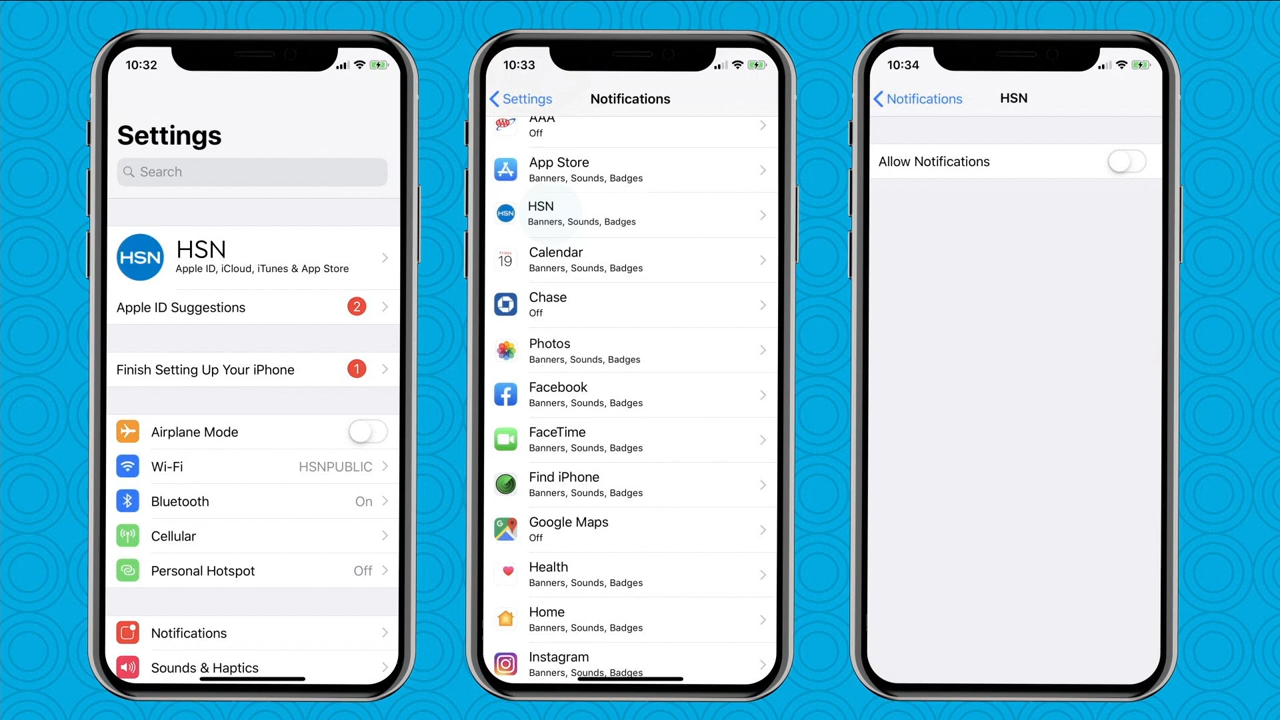 10:32
Settings
Search
HSN
HSN
Apple ID, iCloud, iTunes & App Store
Apple ID Suggestions
2
Finish Setting Up Your iPhone
1
Airplane Mode
Wi-Fi
HSNPUBLIC
Bluetooth
On
Cellular
Personal Hotspot
Off
Notifications
Sounds & Haptics
10:33
Settings
Notifications
AAA
Off
App Store
Banners, Sounds, Badges
HSN
HSN
Banners, Sounds, Badges
19
Calendar
Banners, Sounds, Badges
Chase
Off
Photos
Banners, Sounds, Badges
Facebook
Banners, Sounds, Badges
FaceTime
Banners, Sounds, Badges
Find iPhone
Banners, Sounds, Badges
G
Google Maps
Off
Health
Banners, Sounds, Badges
Home
Banners, Sounds, Badges
Instagram
Banners, Sounds, Badges
10:34
Notifications
HSN
Allow Notifications